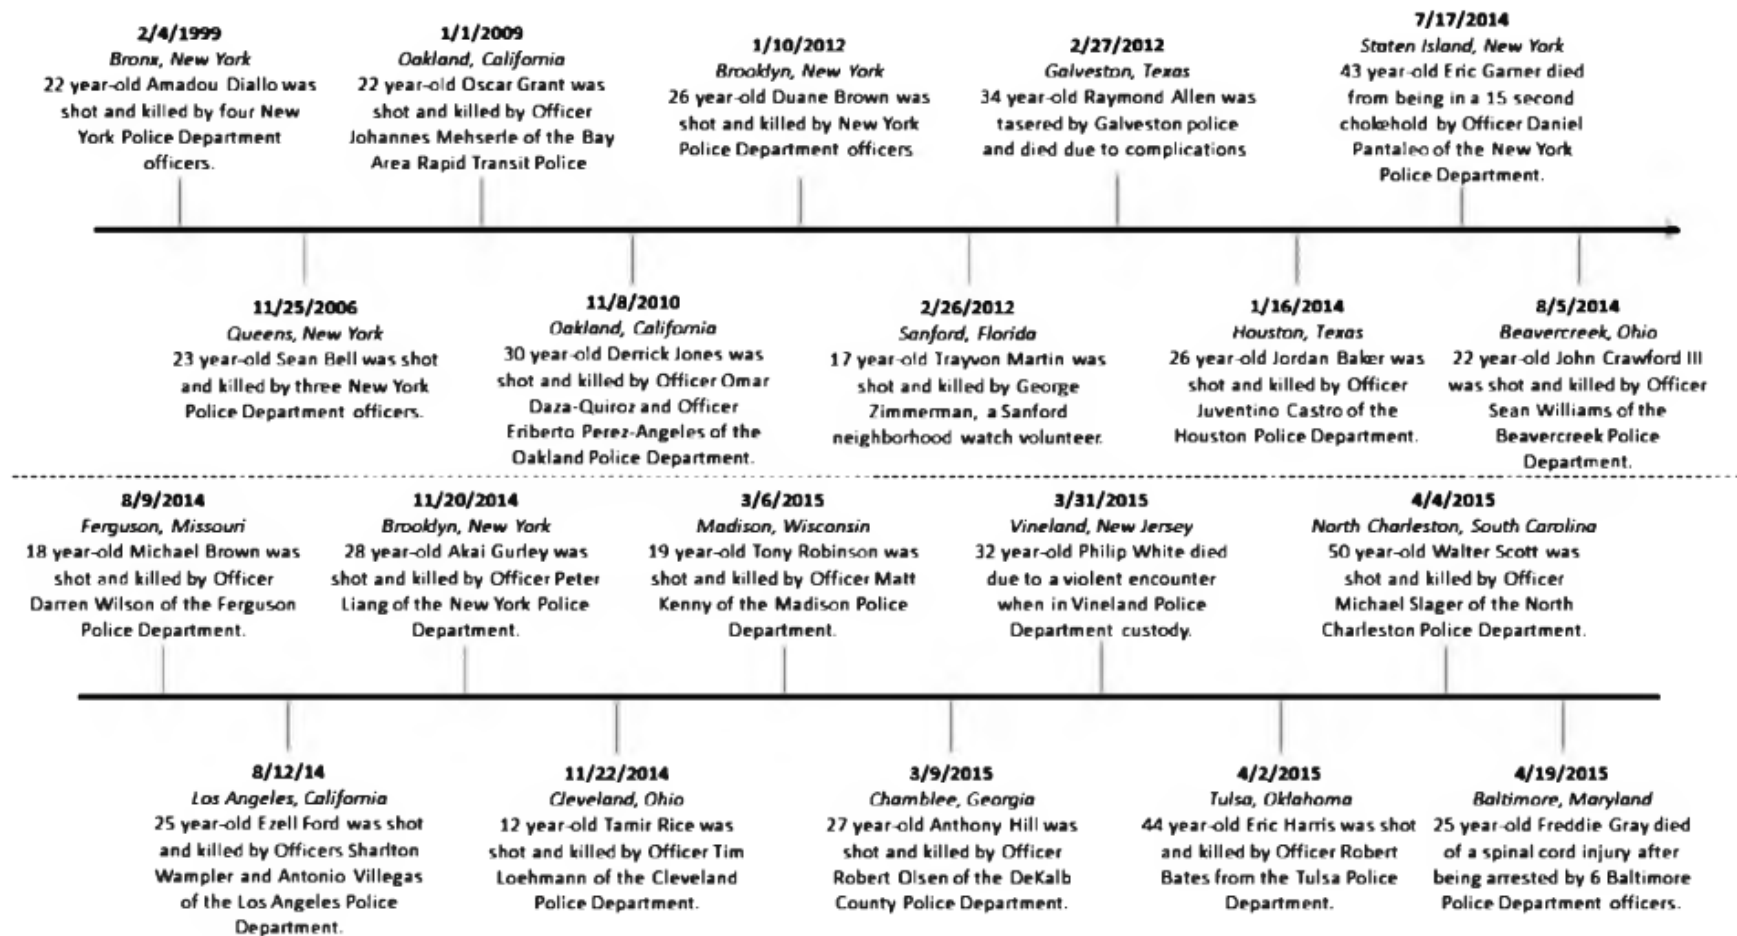 2/4/1999
Bronx, New York
22 year-old Amadou Diallo was
shot and killed by four New
York Police Department
officers.
11/25/2006
Queens, New York
23 year-old Sean Bell was shot
and killed by three New York
Police Department officers.
1/1/2009
Oakland, California
22 year-old Oscar Grant was
shot and killed by Officer
Johannes Mehserle of the Bay
Area Rapid Transit Police
11/8/2010
Oakland, California
30 year-old Derrick Jones was
shot and killed by Officer Omar
Daza-Quiroz and Officer
Eriberto Perez-Angeles of the
Oakland Police Department.
1/10/2012
Brooklyn, New York
26 year-old Duane Brown was
shot and killed by New York
Police Department officers
2/26/2012
Sanford, Florida
17 year-old Trayvon Martin was
shot and killed by George
Zimmerman, a Sanford
neighborhood watch volunteer.
2/27/2012
Galveston, Texas
34 year-old Raymond Allen was
tasered by Galveston police
and died due to complications
1/16/2014
Houston, Texas
26 year-old Jordan Baker was
shot and killed by Officer
Juventino Castro of the
Houston Police Department.
7/17/2014
Staten Island, New York
43 year-old Eric Garner died
from being in a 15 second
chokehold by Officer Daniel
Pantaleo of the New York
Police Department.
8/5/2014
Beavercreek, Ohio
22 year-old John Crawford III
was shot and killed by Officer
Sean Williams of the
Beavercreek Police
Department.
8/9/2014
Ferguson, Missouri
18 year-old Michael Brown was
shot and killed by Officer
Darren Wilson of the Ferguson
Police Department.
8/12/14
Los Angeles, California
25 year-old Ezell Ford was shot
and killed by Officers Sharlton
Wampler and Antonio Villegas
of the Los Angeles Police
Department.
11/20/2014
Brooklyn, New York
28 year-old Akai Gurley was
shot and killed by Officer Peter
Liang of the New York Police
Department.
11/22/2014
Cleveland, Ohio
12 year-old Tamir Rice was
shot and killed by Officer Tim
Loehmann of the Cleveland
Police Department.
3/6/2015
Madison, Wisconsin
19 year-old Tony Robinson was
shot and killed by Officer Matt
Kenny of the Madison Police
Department.
3/9/2015
Chamblee, Georgia
27 year-old Anthony Hill was
shot and killed by Officer
Robert Olsen of the DeKalb
County Police Department.
3/31/2015
Vineland, New Jersey
32 year-old Philip White died
due to a violent encounter
when in Vineland Police
Department custody.
4/2/2015
Tulsa, Oklahoma
44 year-old Eric Harris was shot
and killed by Officer Robert
Bates from the Tulsa Police
Department.
4/4/2015
North Charleston, South Carolina
50 year-old Walter Scott was
shot and killed by Officer
Michael Slager of the North
Charleston Police Department.
4/19/2015
Baltimore, Maryland
25 year-old Freddie Gray died
of a spinal cord injury after
being arrested by 6 Baltimore
Police Department officers.